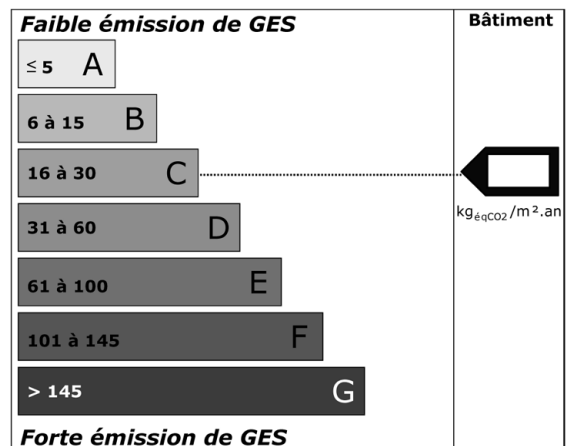 Faible émission de GES
Bâtiment
≤ 5 A
6 à 15 B
16 à 30 C
kgéqCO2/m².an
31 à 60 D
61 à 100 E
101 à 145 F
> 145 G
Forte émission de GES